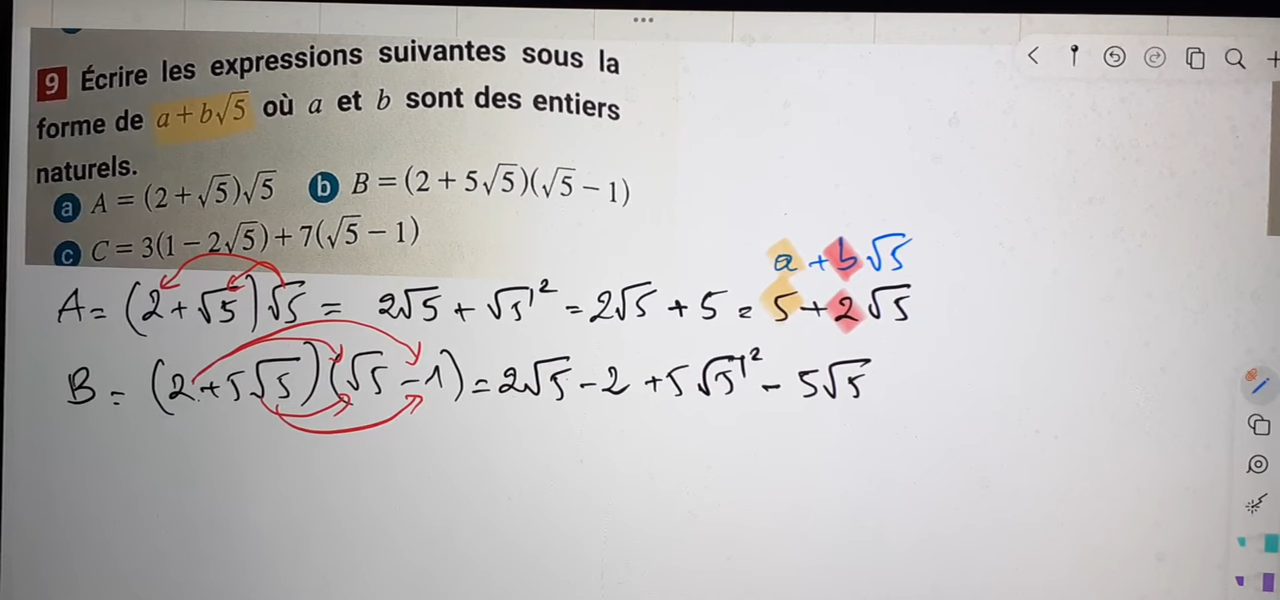 9 Écrire les expressions suivantes sous la
forme de a + b√5 où a et b sont des entiers
naturels.
a A = (2 + √5)√5 b B = (2 + 5√5)(√5 − 1)
c C = 3(1 − 2√5) + 7(√5 − 1)
a + b√5
A = (2 + √5)√5 = 2√5 + √5² = 2√5 + 5 = 5 + 2√5
B = (2 + 5√5)(√5 − 1) = 2√5 − 2 + 5√5² − 5√5